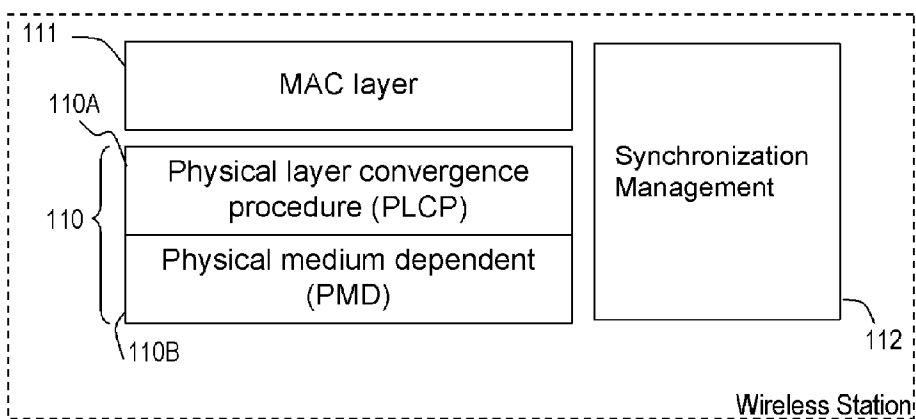 111
MAC layer
110A
Physical layer convergence
procedure (PLCP)
110
Physical medium dependent
(PMD)
110B
Synchronization
Management
112
Wireless Station